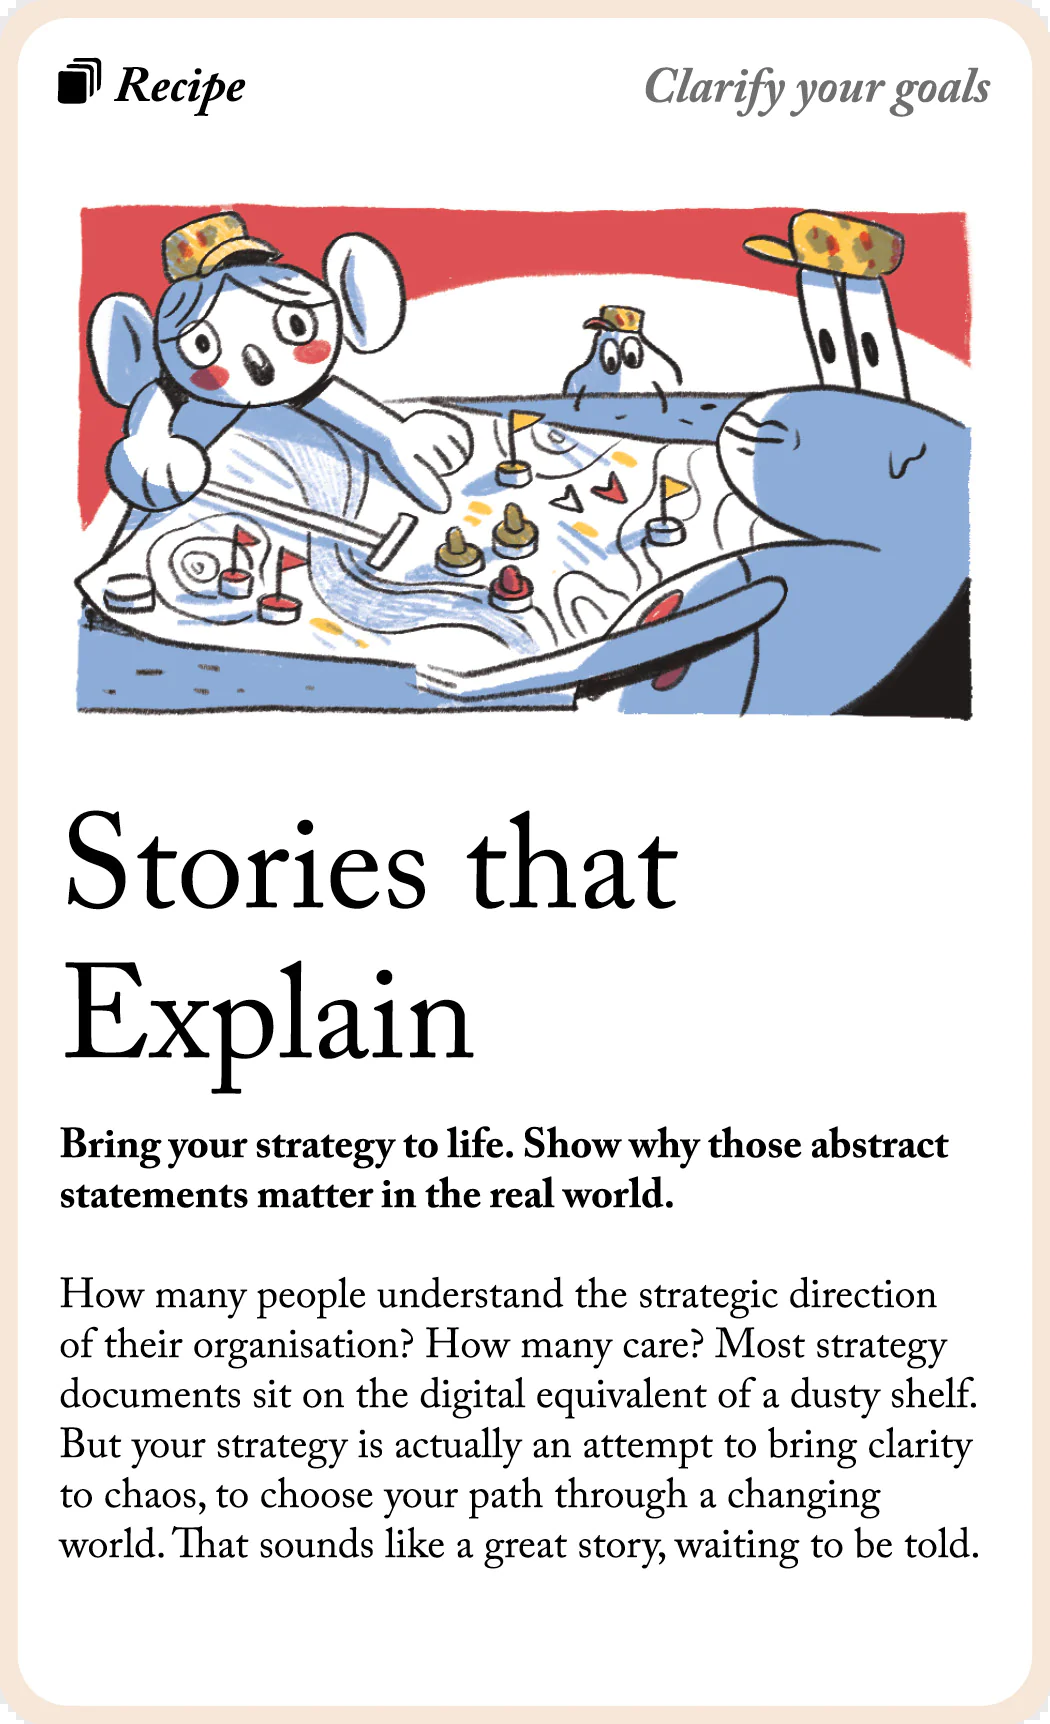 Recipe
Clarify your goals
Stories that
Explain
Bring your strategy to life. Show why those abstract
statements matter in the real world.
How many people understand the strategic direction
of their organisation? How many care? Most strategy
documents sit on the digital equivalent of a dusty shelf.
But your strategy is actually an attempt to bring clarity
to chaos, to choose your path through a changing
world. That sounds like a great story, waiting to be told.